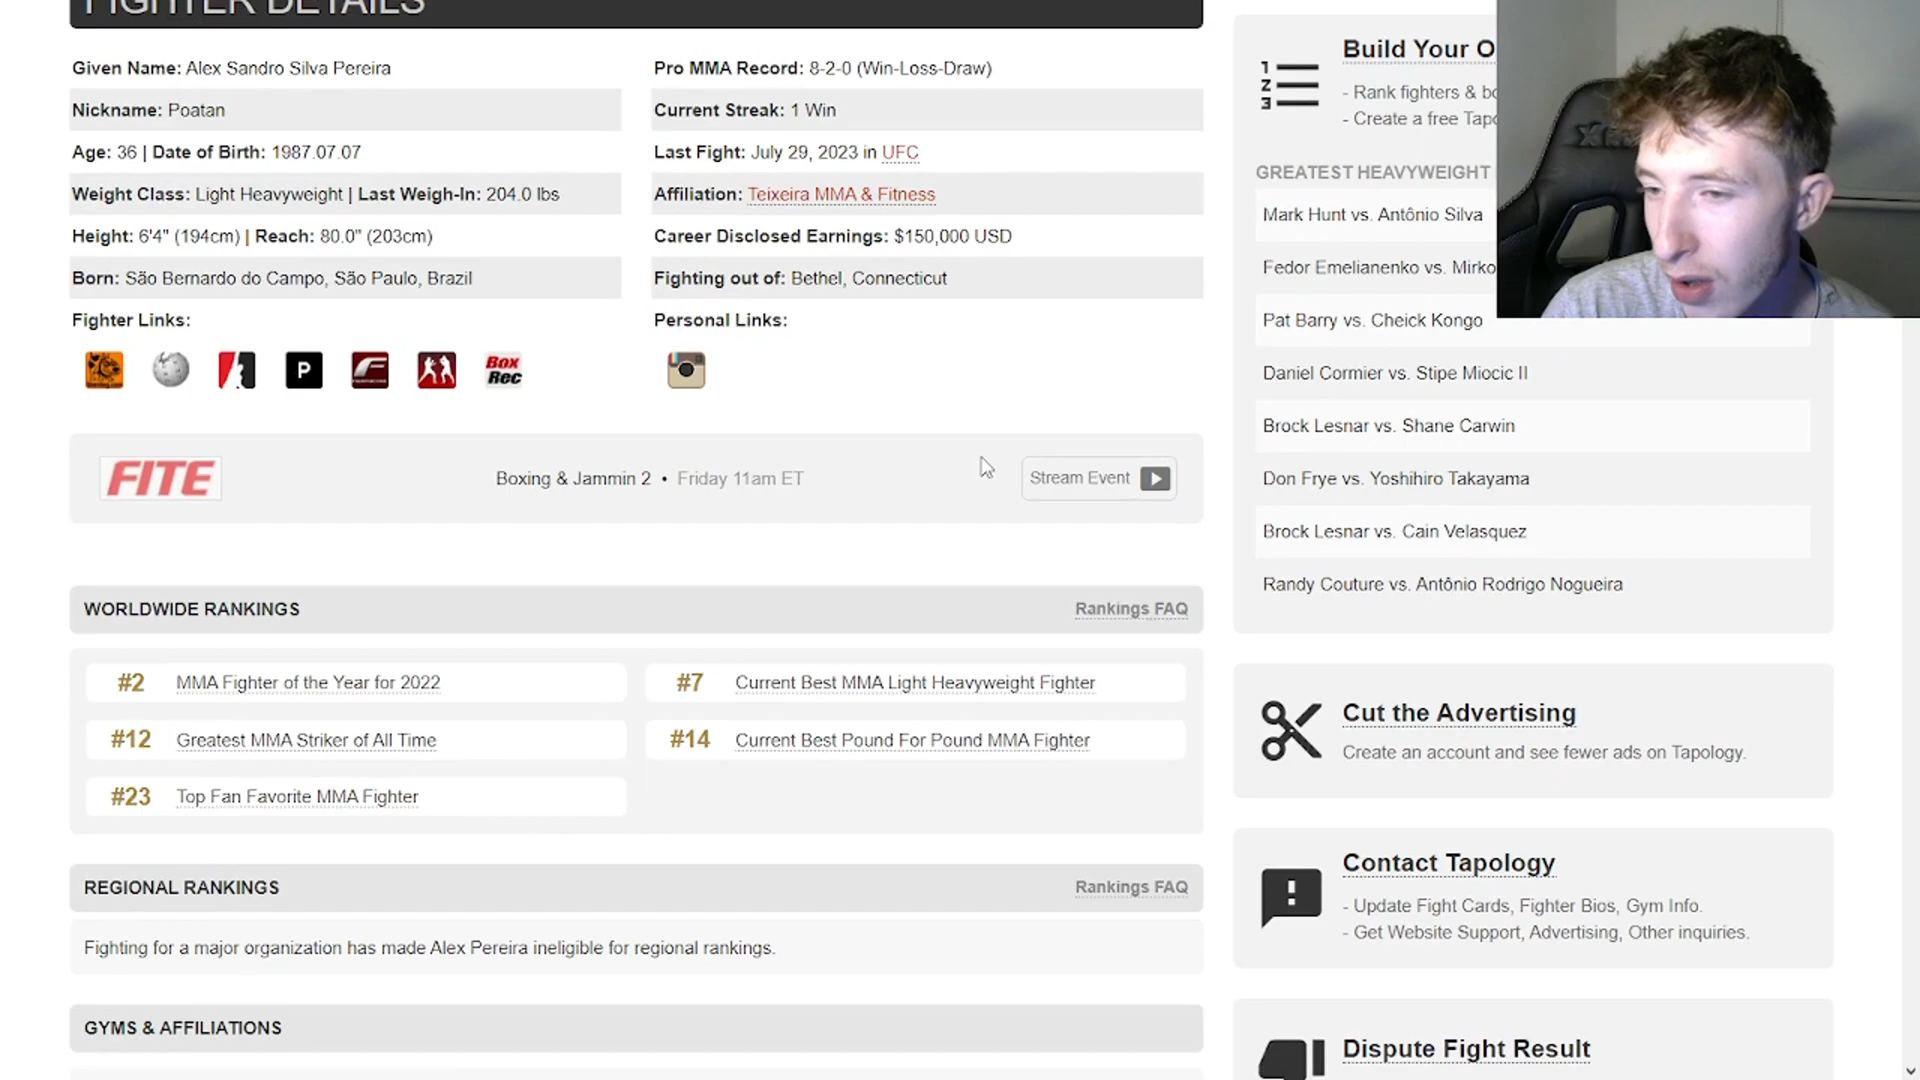 FIGHTER DETAILS
Given Name: Alex Sandro Silva Pereira
Nickname: Poatan
Age: 36 | Date of Birth: 1987.07.07
Weight Class: Light Heavyweight | Last Weigh-In: 204.0 lbs
Height: 6'4" (194cm) | Reach: 80.0" (203cm)
Born: São Bernardo do Campo, São Paulo, Brazil
Fighter Links:
P
Box
Rec
Pro MMA Record: 8-2-0 (Win-Loss-Draw)
Current Streak: 1 Win
Last Fight: July 29, 2023 in UFC
Affiliation: Teixeira MMA & Fitness
Career Disclosed Earnings: $150,000 USD
Fighting out of: Bethel, Connecticut
Personal Links:
FITE
Boxing & Jammin 2 • Friday 11am ET
Stream Event
WORLDWIDE RANKINGS
Rankings FAQ
#2 MMA Fighter of the Year for 2022
#7 Current Best MMA Light Heavyweight Fighter
#12 Greatest MMA Striker of All Time
#14 Current Best Pound For Pound MMA Fighter
#23 Top Fan Favorite MMA Fighter
REGIONAL RANKINGS
Rankings FAQ
Fighting for a major organization has made Alex Pereira ineligible for regional rankings.
GYMS & AFFILIATIONS
1
2
3
Build Your O
- Rank fighters & bo
- Create a free Tapo
GREATEST HEAVYWEIGHT
Mark Hunt vs. Antônio Silva
Fedor Emelianenko vs. Mirko
Pat Barry vs. Cheick Kongo
Daniel Cormier vs. Stipe Miocic II
Brock Lesnar vs. Shane Carwin
Don Frye vs. Yoshihiro Takayama
Brock Lesnar vs. Cain Velasquez
Randy Couture vs. Antônio Rodrigo Nogueira
Cut the Advertising
Create an account and see fewer ads on Tapology.
Contact Tapology
- Update Fight Cards, Fighter Bios, Gym Info.
- Get Website Support, Advertising, Other inquiries.
Dispute Fight Result